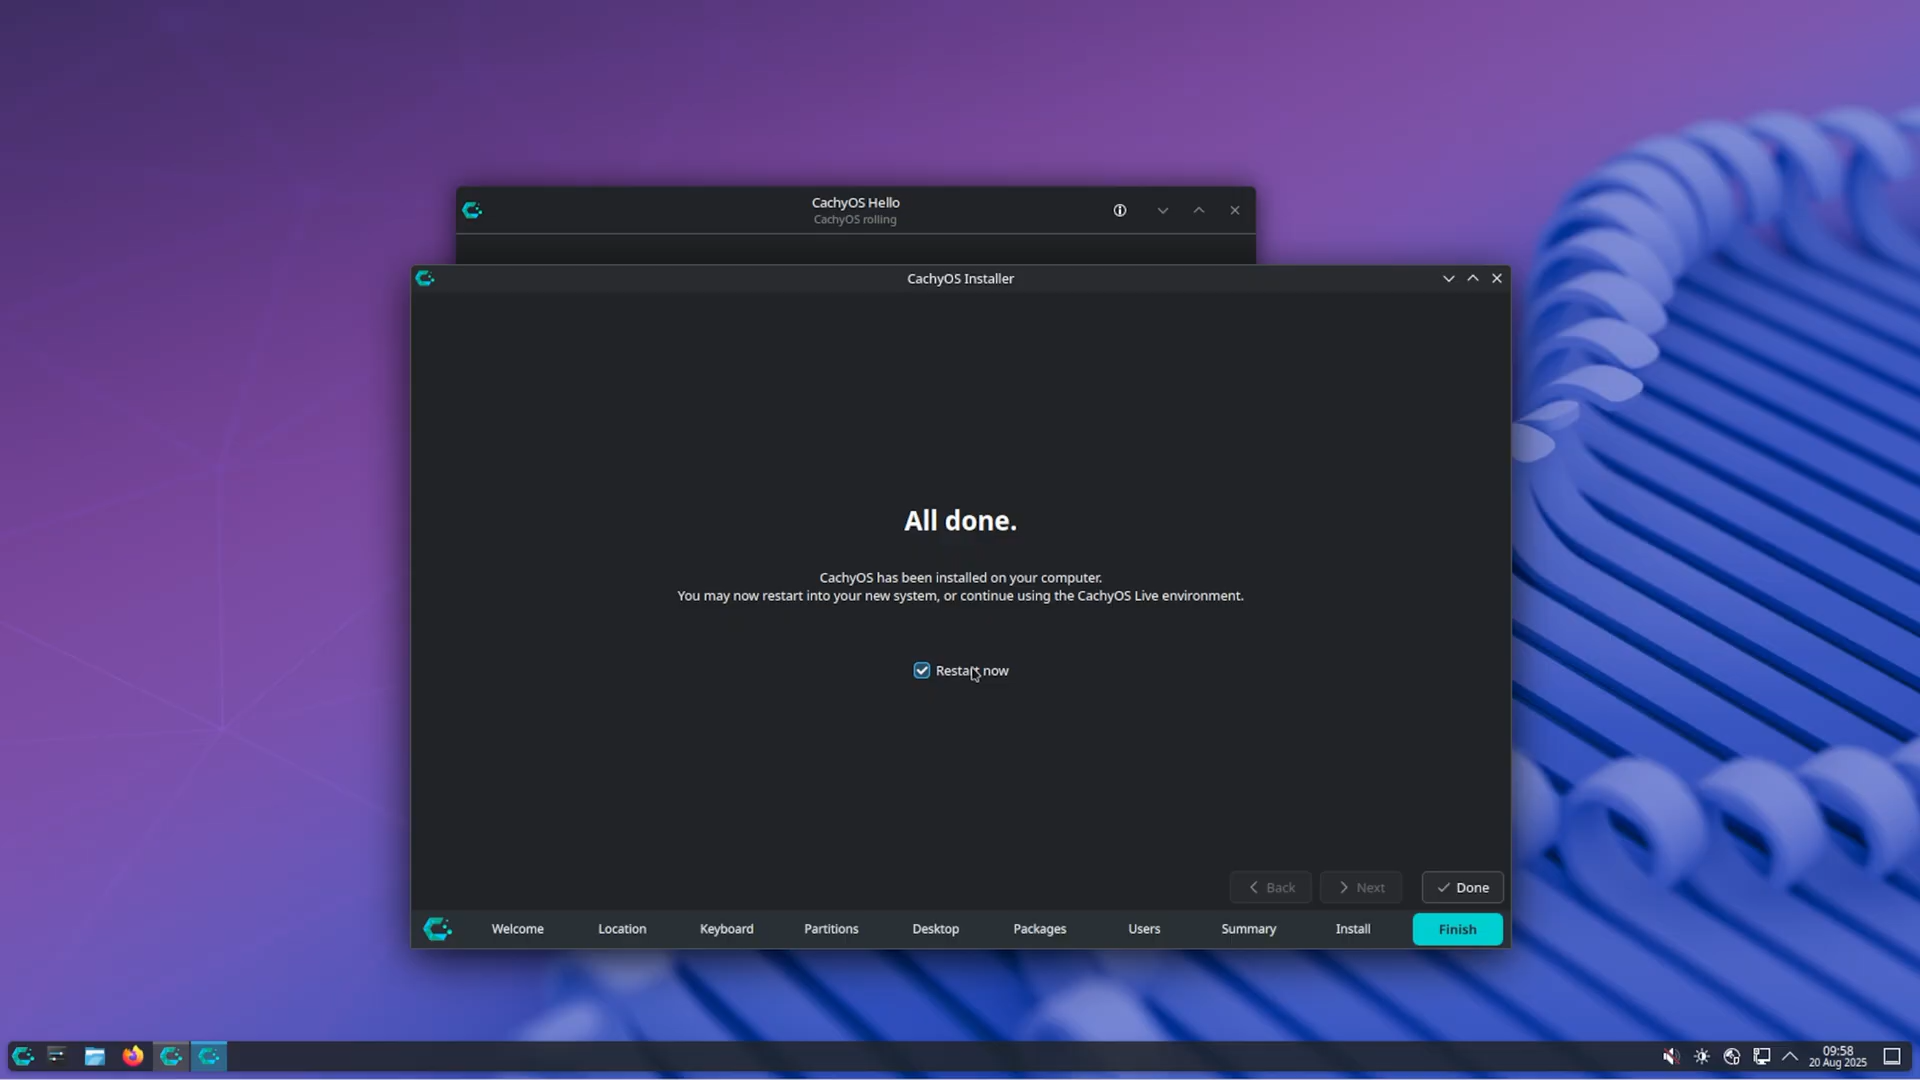 CachyOS Hello
CachyOS rolling
CachyOS Installer
All done.
CachyOS has been installed on your computer.
You may now restart into your new system, or continue using the CachyOS Live environment.
Restart now
Back
Next
Done
Welcome
Location
Keyboard
Partitions
Desktop
Packages
Users
Summary
Install
Finish
09:58
20 Aug 2025